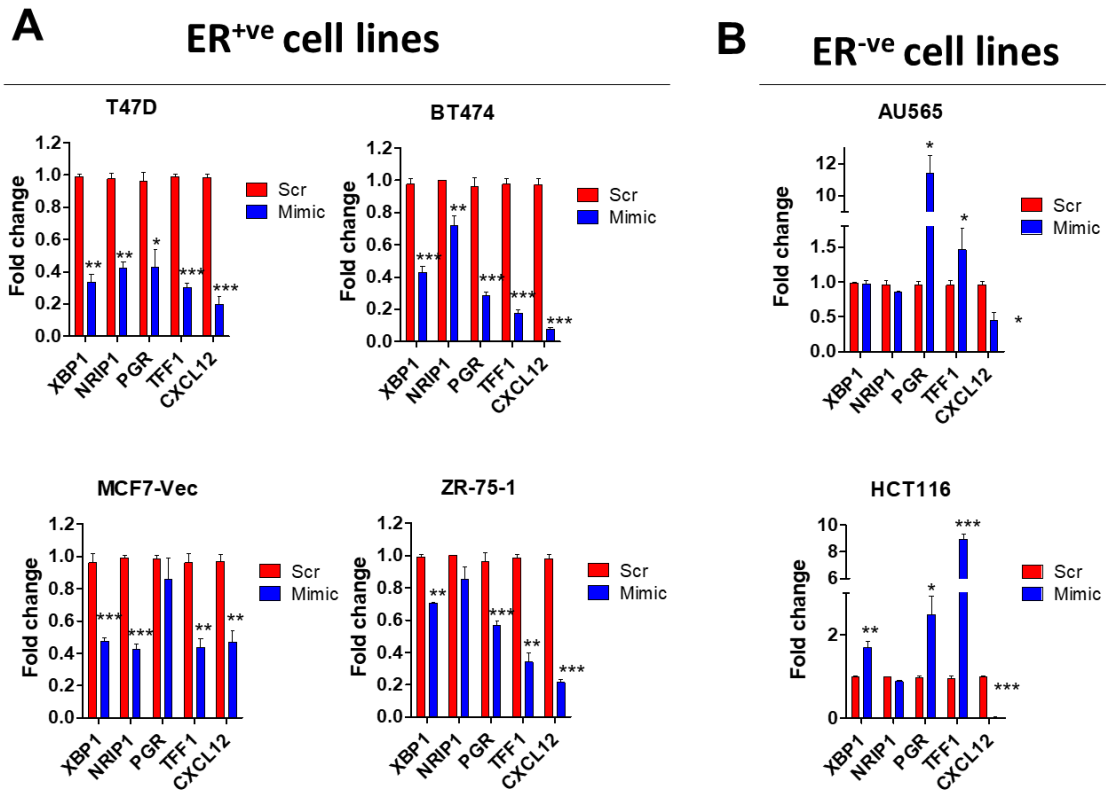 A
ER+ve cell lines
B
ER-ve cell lines
T47D
Fold change
1.2
1.0
0.8
0.6
0.4
0.2
0.0
** ** * *** ***
XBP1
NRIP1
PGR
TFF1
CXCL12
Scr
Mimic
BT474
Fold change
1.2
1.0
0.8
0.6
0.4
0.2
0.0
*** ** *** *** ***
XBP1
NRIP1
PGR
TFF1
CXCL12
Scr
Mimic
AU565
Fold change
12
10
1.5
1.0
0.5
0.0
* * *
XBP1
NRIP1
PGR
TFF1
CXCL12
Scr
Mimic
MCF7-Vec
Fold change
1.2
1.0
0.8
0.6
0.4
0.2
0.0
*** *** ** **
XBP1
NRIP1
PGR
TFF1
CXCL12
Scr
Mimic
ZR-75-1
Fold change
1.2
1.0
0.8
0.6
0.4
0.2
0.0
** *** ** ***
XBP1
NRIP1
PGR
TFF1
CXCL12
Scr
Mimic
HCT116
Fold change
10
8
6
2
0
** * *** ***
XBP1
NRIP1
PGR
TFF1
CXCL12
Scr
Mimic